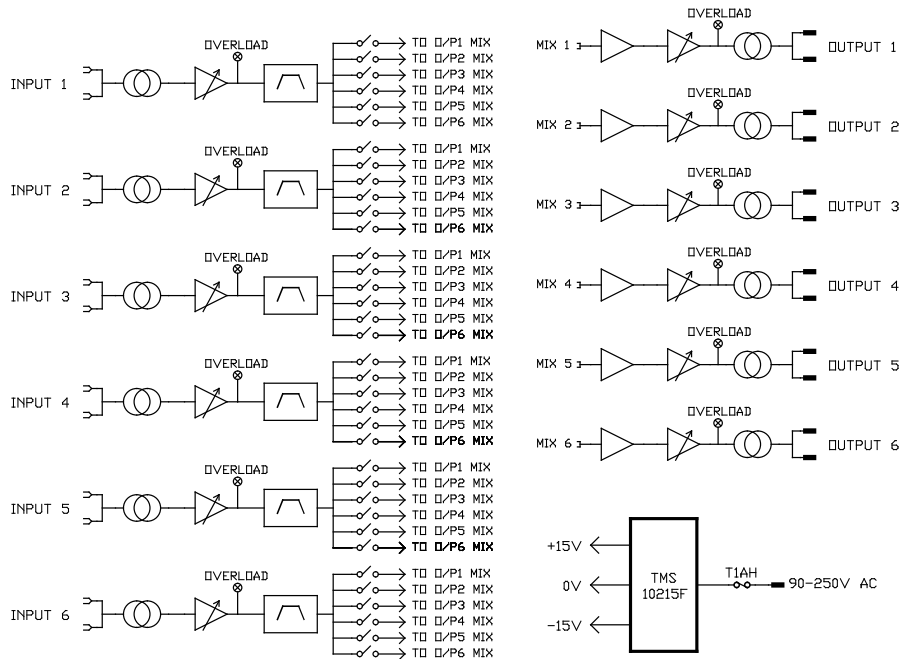 OVERLOAD
INPUT 1
TO O/P1 MIX
TO O/P2 MIX
TO O/P3 MIX
TO O/P4 MIX
TO O/P5 MIX
TO O/P6 MIX
OVERLOAD
INPUT 2
TO O/P1 MIX
TO O/P2 MIX
TO O/P3 MIX
TO O/P4 MIX
TO O/P5 MIX
TO O/P6 MIX
OVERLOAD
INPUT 3
TO O/P1 MIX
TO O/P2 MIX
TO O/P3 MIX
TO O/P4 MIX
TO O/P5 MIX
TO O/P6 MIX
OVERLOAD
INPUT 4
TO O/P1 MIX
TO O/P2 MIX
TO O/P3 MIX
TO O/P4 MIX
TO O/P5 MIX
TO O/P6 MIX
OVERLOAD
INPUT 5
TO O/P1 MIX
TO O/P2 MIX
TO O/P3 MIX
TO O/P4 MIX
TO O/P5 MIX
TO O/P6 MIX
OVERLOAD
INPUT 6
TO O/P1 MIX
TO O/P2 MIX
TO O/P3 MIX
TO O/P4 MIX
TO O/P5 MIX
TO O/P6 MIX
OVERLOAD
MIX 1 OUTPUT 1
OVERLOAD
MIX 2 OUTPUT 2
OVERLOAD
MIX 3 OUTPUT 3
OVERLOAD
MIX 4 OUTPUT 4
OVERLOAD
MIX 5 OUTPUT 5
OVERLOAD
MIX 6 OUTPUT 6
+15V
0V
-15V
TMS
10215F
T1AH
90-250V AC